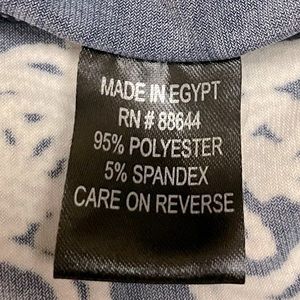 MADE IN EGYPT
RN # 88644
95% POLYESTER
5% SPANDEX
CARE ON REVERSE